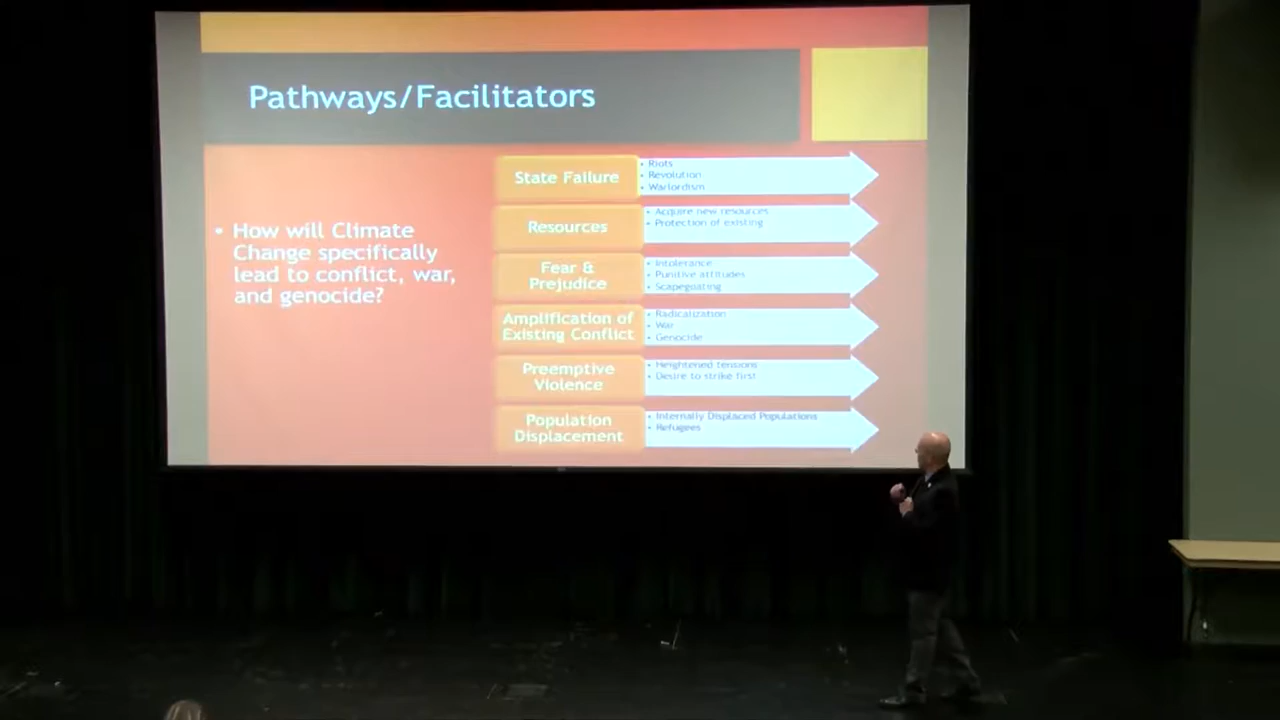 Pathways/Facilitators
• How will Climate
Change specifically
lead to conflict, war,
and genocide?
State Failure
• Riots
• Revolution
• Warlordism
Resources
• Acquire new resources
• Protection of existing
Fear &
Prejudice
• Intolerance
• Punitive attitudes
• Scapegoating
Amplification of
Existing Conflict
• Radicalization
• War
• Genocide
Preemptive
Violence
• Heightened tensions
• Desire to strike first
Population
Displacement
• Internally Displaced Populations
• Refugees